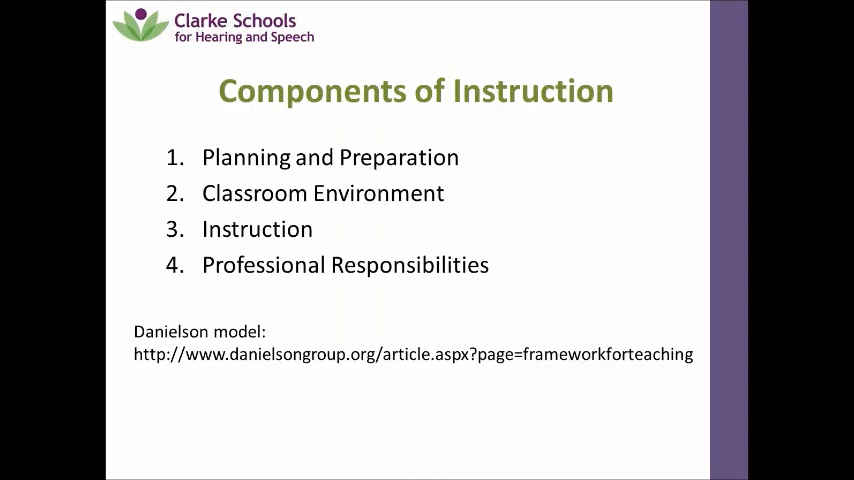 Clarke Schools
for Hearing and Speech
Components of Instruction
1. Planning and Preparation
2. Classroom Environment
3. Instruction
4. Professional Responsibilities
Danielson model:
http://www.danielsongroup.org/article.aspx?page=frameworkforteaching